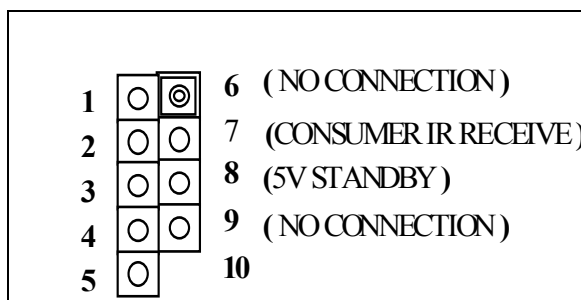 1 6 ( NO CONNECTION )
2 7 (CONSUMER IR RECEIVE )
3 8 (5V STANDBY )
4 9 ( NO CONNECTION )
5 10